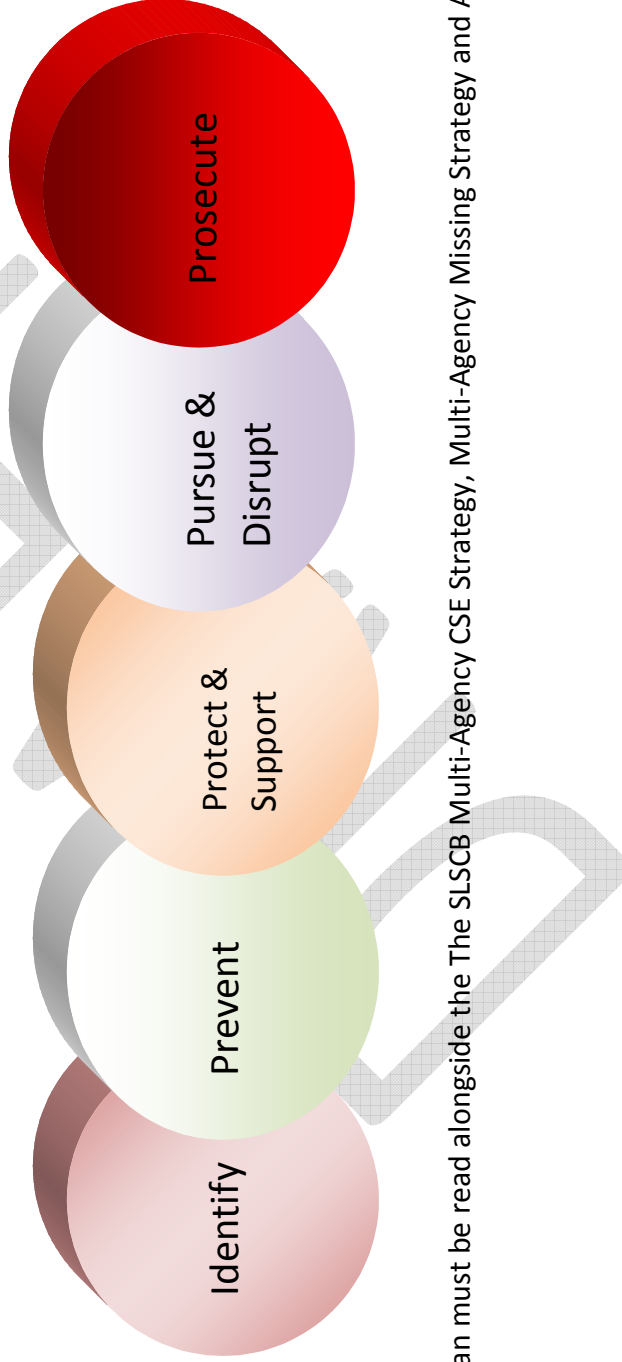 Identify
Prevent
Protect &
Support
Pursue &
Disrupt
Prosecute
must be read alongside the The SLSCB Multi-Agency CSE Strategy, Multi-Agency Missing Strategy and